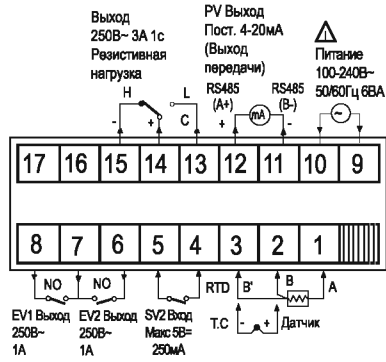 Выход
250В~ 3А 1с
Резистивная
нагрузка
PV Выход
Пост. 4-20мА
(Выход
передачи)
Питание
100-240В~
50/60Гц 6ВА
H
L
C
- +
RS485
(A+)
+
mA
RS485
(B-)
-
~
17 16 15 14 13 12 11 10 9
8 7 6 5 4 3 2 1
NO
NO
EV1 Выход
250В~
1А
EV2 Выход
250В~
1А
SV2 Вход
Макс 5В=
250мА
RTD
B'
B
A
T.C
- +
Датчик